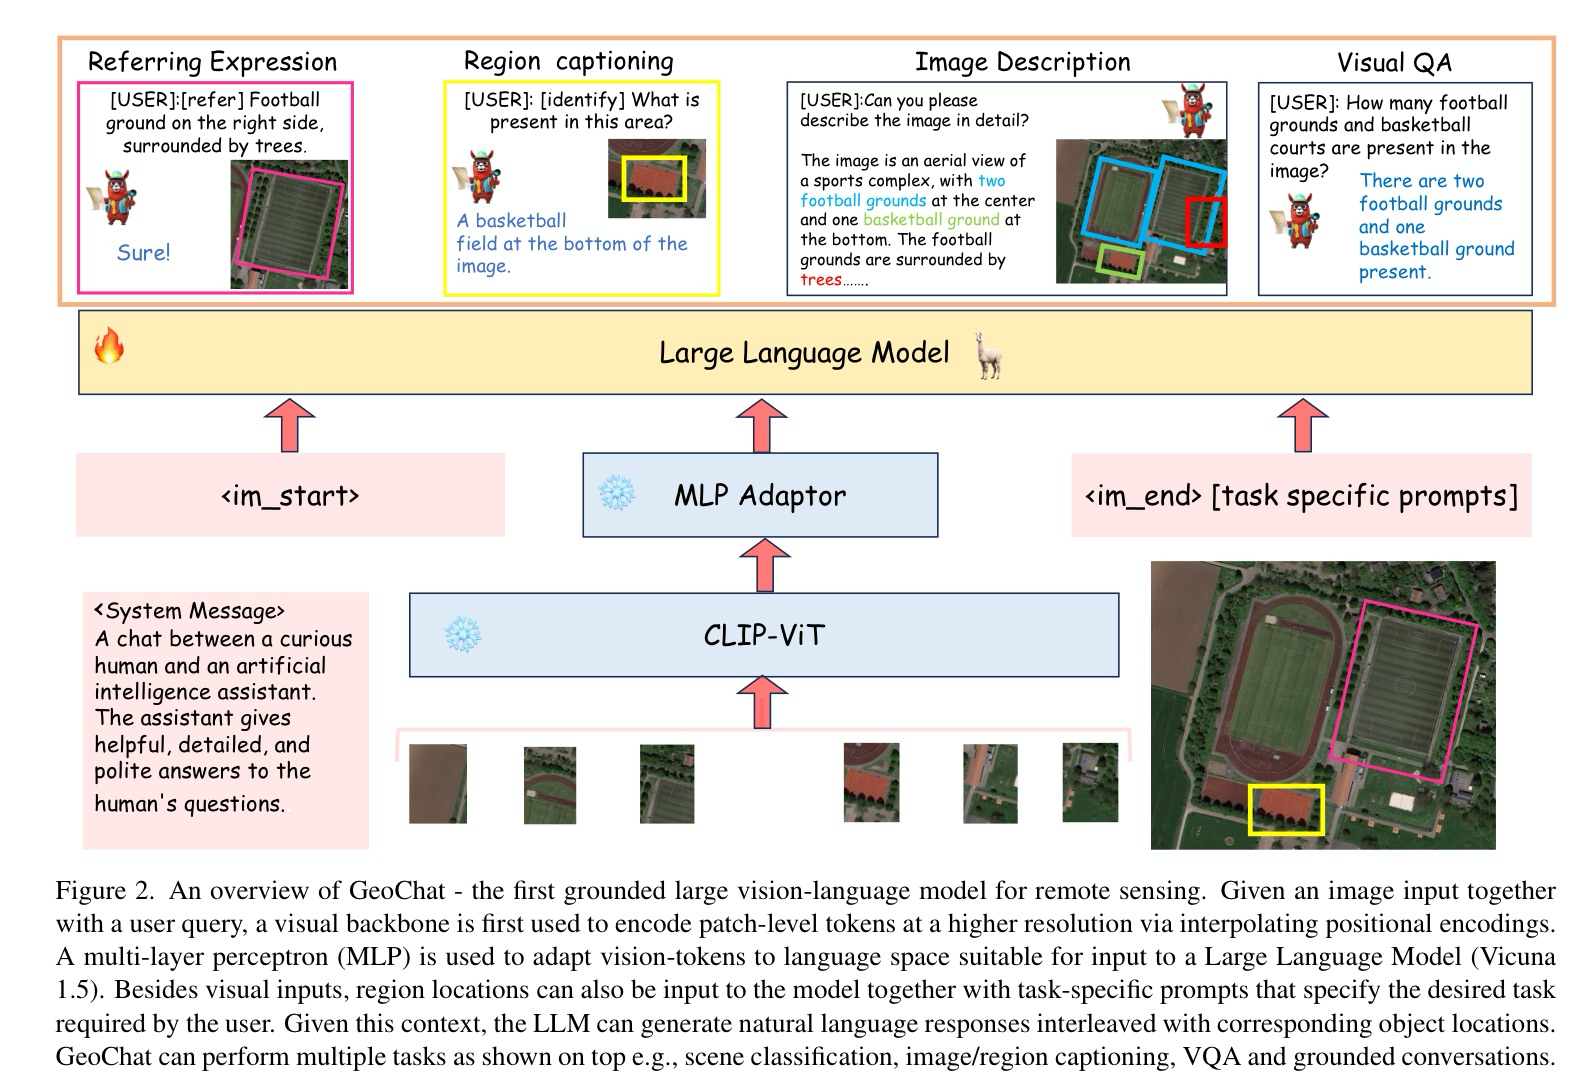 Referring Expression
[USER]:[refer] Football
ground on the right side,
surrounded by trees.
Sure!
Region captioning
[USER]: [identify] What is
present in this area?
A basketball
field at the bottom of the
image.
Image Description
[USER]:Can you please
describe the image in detail?
The image is an aerial view of
a sports complex, with two
football grounds at the center
and one basketball ground at
the bottom. The football
grounds are surrounded by
trees.......
Visual QA
[USER]: How many football
grounds and basketball
courts are present in the
image?
There are two
football grounds
and one
basketball ground
present.
Large Language Model
<im_start>
MLP Adaptor
<im_end> [task specific prompts]
<System Message>
A chat between a curious
human and an artificial
intelligence assistant.
The assistant gives
helpful, detailed, and
polite answers to the
human's questions.
CLIP-ViT
Figure 2. An overview of GeoChat - the first grounded large vision-language model for remote sensing. Given an image input together
with a user query, a visual backbone is first used to encode patch-level tokens at a higher resolution via interpolating positional encodings.
A multi-layer perceptron (MLP) is used to adapt vision-tokens to language space suitable for input to a Large Language Model (Vicuna
1.5). Besides visual inputs, region locations can also be input to the model together with task-specific prompts that specify the desired task
required by the user. Given this context, the LLM can generate natural language responses interleaved with corresponding object locations.
GeoChat can perform multiple tasks as shown on top e.g., scene classification, image/region captioning, VQA and grounded conversations.